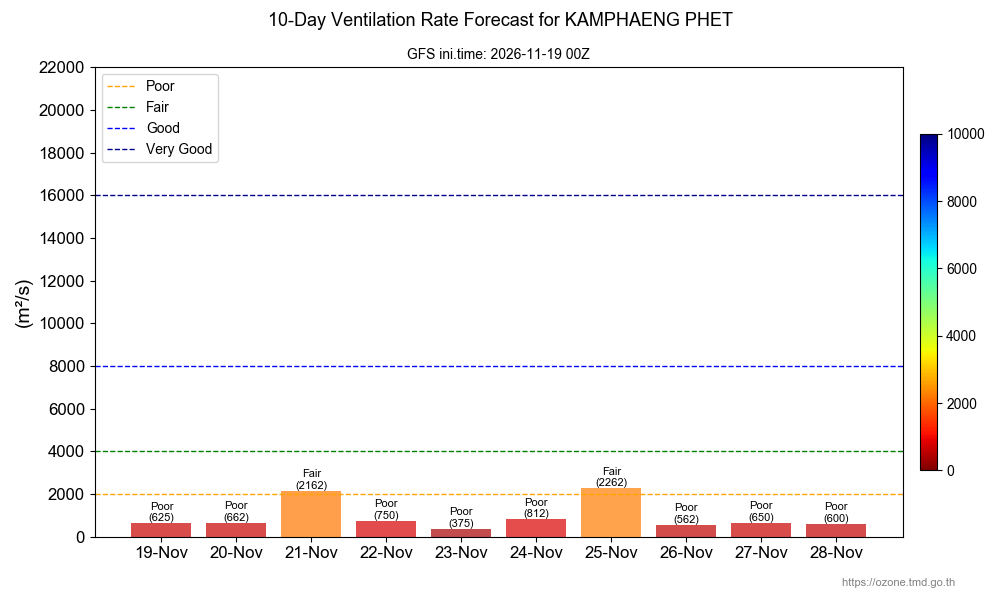 10-Day Ventilation Rate Forecast for KAMPHAENG PHET
GFS ini.time: 2026-11-19 00Z
22000
20000
18000
16000
14000
12000
10000
8000
6000
4000
2000
0
(m²/s)
Poor
Fair
Good
Very Good
Poor
(625)
Poor
(662)
Fair
(2162)
Poor
(750)
Poor
(375)
Poor
(812)
Fair
(2262)
Poor
(562)
Poor
(650)
Poor
(600)
19-Nov 20-Nov 21-Nov 22-Nov 23-Nov 24-Nov 25-Nov 26-Nov 27-Nov 28-Nov
10000
8000
6000
4000
2000
0
https://ozone.tmd.go.th